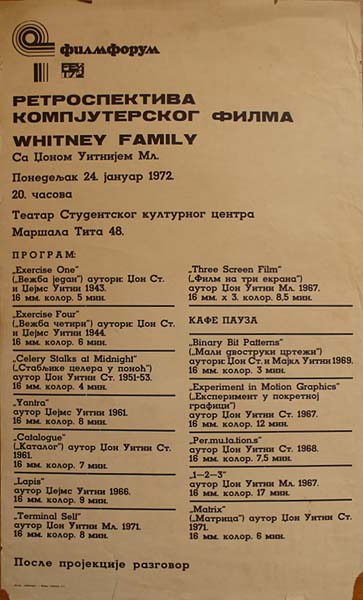 филмфорум
РЕТРОСПЕКТИВА
КОМПЈУТЕРСКОГ ФИЛМА
WHITNEY FAMILY
Са Џоном Уитнијем Мл.
Понедељак 24. јануар 1972.
20. часова
Театар Студентског културног центра
Маршала Тита 48.
ПРОГРАМ:
„Exercise One“
(„Вежба један“) аутори: Џон Ст.
и Џејмс Уитни 1943.
16 мм. колор. 5 мин.
„Exercise Four“
(„Вежба четири“) аутори: Џон Ст.
и Џејмс Уитни 1944.
16 мм. колор. 6 мин.
„Celery Stalks at Midnight“
(„Стабљике целера у поноћ“)
аутор Џон Уитни Ст. 1951-53.
16 мм. колор. 4 мин.
„Yantra“
аутор Џејмс Уитни 1961.
16 мм. колор. 8 мин.
„Catalogue“
(„Каталог“) аутор Џон Уитни Ст.
1961.
16 мм. колор. 7 мин.
„Lapis“
аутор Џејмс Уитни 1966.
16 мм. колор. 9 мин.
„Terminal Self“
аутор Џон Уитни Мл. 1971.
16 мм. колор. 8 мин.
„Three Screen Film“
(„Филм на три екрана“)
аутор Џон Уитни Мл. 1967.
16 мм. х 3. колор. 8,5 мин.
КАФЕ ПАУЗА
„Binary Bit Patterns“
(„Мали двоструки цртежи“)
аутори: Џон Ст. и Мајкл Уитни 1969.
16 мм. колор. 3 мин.
„Experiment in Motion Graphics“
(„Експеримент у покретној
графици“)
аутор Џон Уитни Ст. 1967.
16 мм. колор. 12 мин.
„Per.mu.ta.tion.s“
аутор Џон Уитни Ст. 1968.
16 мм. колор. 7,5 мин.
„1—2—3“
аутор Џон Уитни Мл. 1967.
16 мм. колор. 17 мин.
„Matrix“
(„Матрица“) аутор Џон Уитни Ст.
1971.
16 мм. колор. 6 мин.
После пројекције разговор